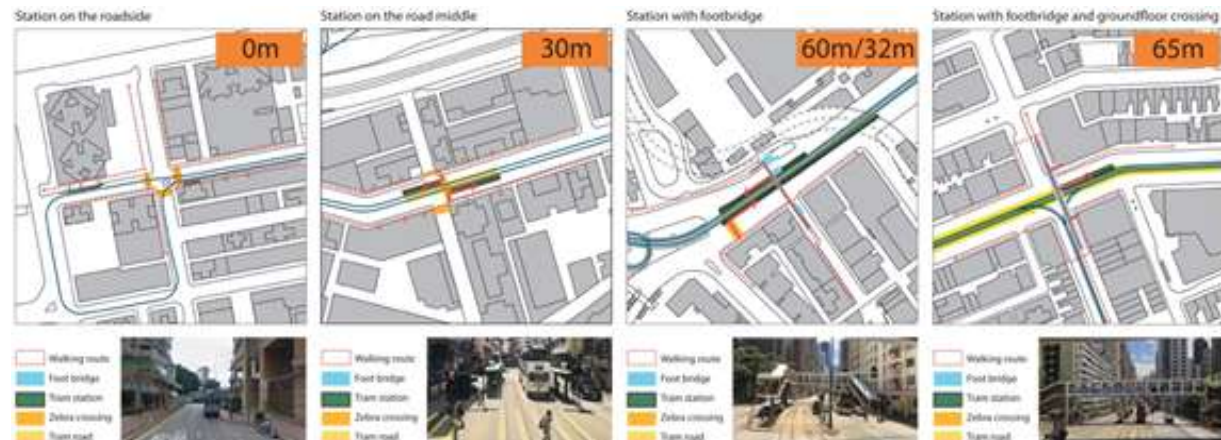 Station on the roadside
0m
Station on the road middle
30m
Station with footbridge
60m/32m
Station with footbridge and groundfloor crossing
65m
Walking route
Foot bridge
Tram station
Zebra crossing
Tram road
Walking route
Foot bridge
Tram station
Zebra crossing
Tram road
Walking route
Foot bridge
Tram station
Zebra crossing
Tram road
Walking route
Foot bridge
Tram station
Zebra crossing
Tram road